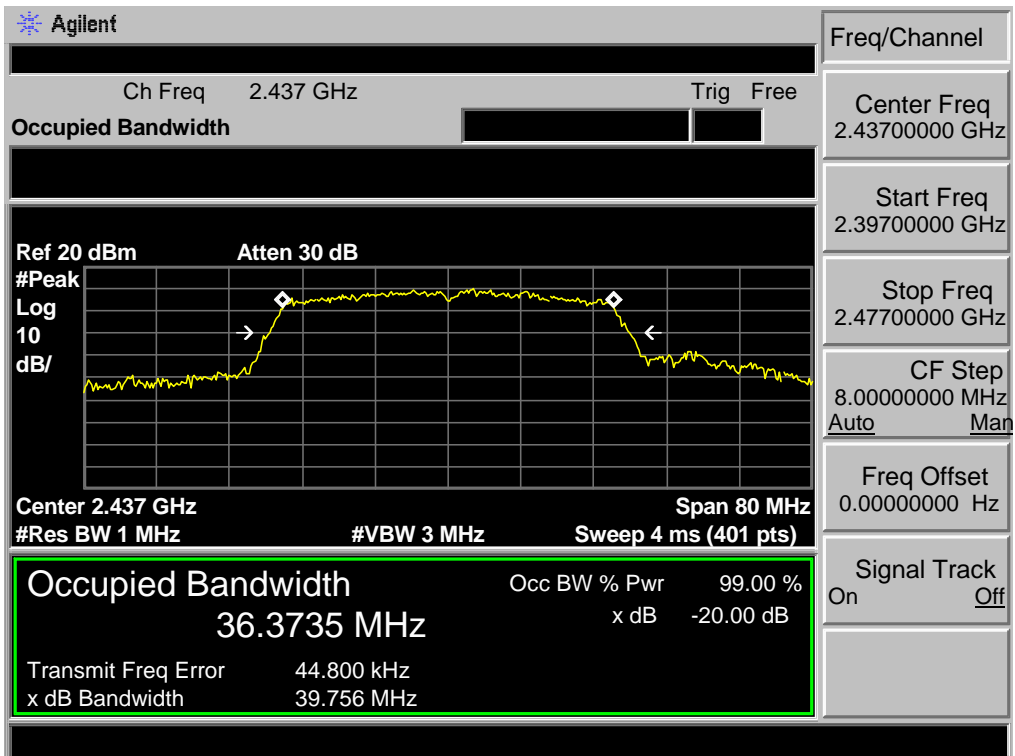 Agilent
Freq/Channel
Ch Freq 2.437 GHz Trig Free
Occupied Bandwidth
Center Freq
2.43700000 GHz
Start Freq
2.39700000 GHz
Ref 20 dBm Atten 30 dB
#Peak
Log
10
dB/
Stop Freq
2.47700000 GHz
CF Step
8.00000000 MHz
Auto Man
Freq Offset
0.00000000 Hz
Center 2.437 GHz Span 80 MHz
#Res BW 1 MHz #VBW 3 MHz Sweep 4 ms (401 pts)
Signal Track
On Off
Occupied Bandwidth Occ BW % Pwr 99.00 %
36.3735 MHz x dB -20.00 dB
Transmit Freq Error 44.800 kHz
x dB Bandwidth 39.756 MHz